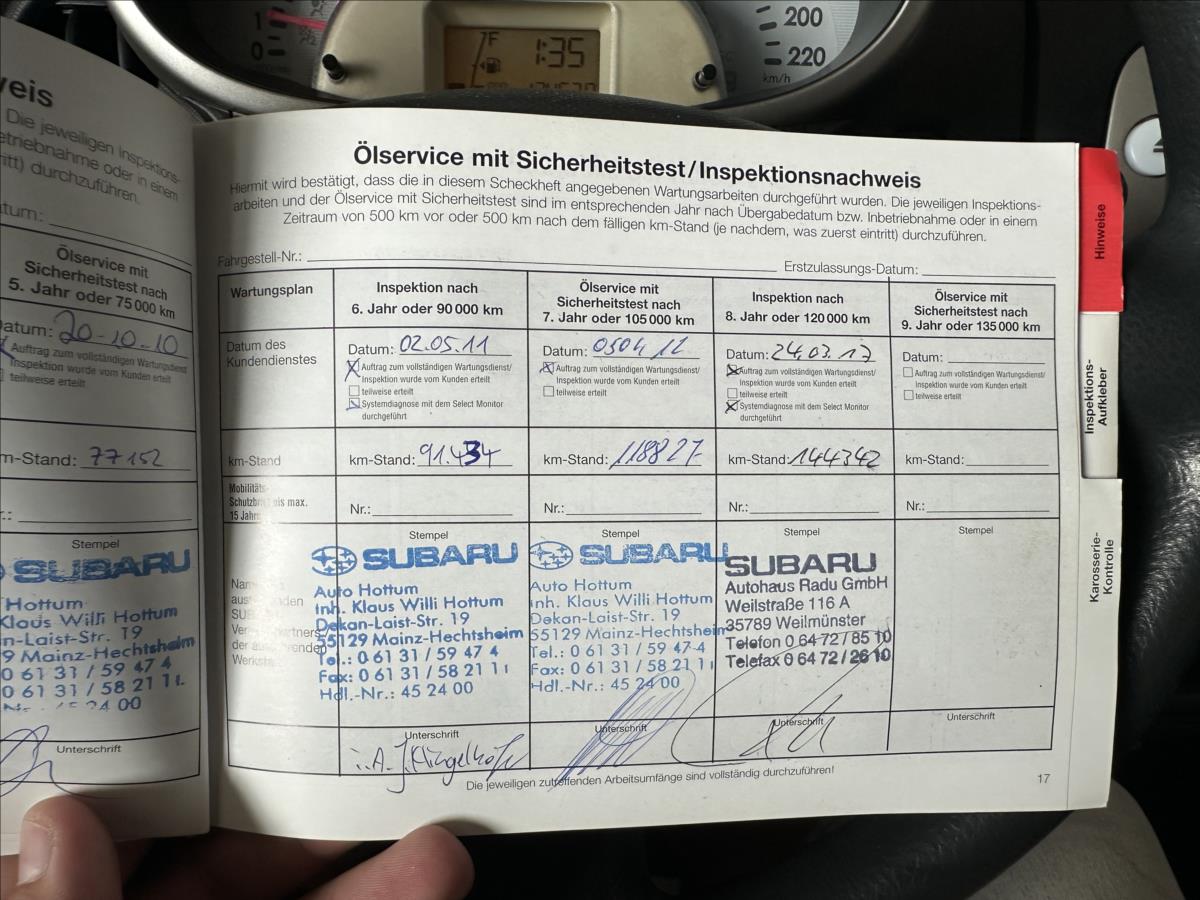 1
0
F
1:35
200
220
km/h
eis
Die jeweiligen Inspektions-
etriebnahme oder in einem
itt) durchzuführen.
atum:
Ölservice mit
Sicherheitstest nach
5. Jahr oder 75 000 km
Datum: 20-10-10
Auftrag zum vollständigen Wartungsdienst/
Inspektion wurde vom Kunden erteilt
teilweise erteilt
m-Stand: 77152
r.:
Stempel
SUBARU
Hottum
Klaus Willi Hottum
n-Laist-Str. 19
9 Mainz-Hechtsheim
0 61 31 / 59 47 4
0 61 31 / 58 21 11
45 24 00
Unterschrift
Ölservice mit Sicherheitstest/Inspektionsnachweis
Hiermit wird bestätigt, dass die in diesem Scheckheft angegebenen Wartungsarbeiten durchgeführt wurden. Die jeweiligen Inspektions-
arbeiten und der Ölservice mit Sicherheitstest sind im entsprechenden Jahr nach Übergabedatum bzw. Inbetriebnahme oder in einem
Zeitraum von 500 km vor oder 500 km nach dem fälligen km-Stand (je nachdem, was zuerst eintritt) durchzuführen.
Fahrgestell-Nr.: Erstzulassungs-Datum:
Wartungsplan
Inspektion nach
6. Jahr oder 90 000 km
Ölservice mit
Sicherheitstest nach
7. Jahr oder 105 000 km
Inspektion nach
8. Jahr oder 120 000 km
Ölservice mit
Sicherheitstest nach
9. Jahr oder 135 000 km
Datum des
Kundendienstes
Datum: 02.05.11
Auftrag zum vollständigen Wartungsdienst/
Inspektion wurde vom Kunden erteilt
teilweise erteilt
Systemdiagnose mit dem Select Monitor
durchgeführt
Datum: 0504 12
Auftrag zum vollständigen Wartungsdienst/
Inspektion wurde vom Kunden erteilt
teilweise erteilt
Datum: 24.03.17
Auftrag zum vollständigen Wartungsdienst/
Inspektion wurde vom Kunden erteilt
teilweise erteilt
Systemdiagnose mit dem Select Monitor
durchgeführt
Datum:
Auftrag zum vollständigen Wartungsdienst/
Inspektion wurde vom Kunden erteilt
teilweise erteilt
km-Stand
km-Stand: 91.434
km-Stand: 118827
km-Stand: 144342
km-Stand:
Mobilitäts-
max.
15 Jahre
Nr.:
Nr.:
Nr.:
Nr.:
Stempel
SUBARU
Auto Hottum
Inh. Klaus Willi Hottum
Dekan-Laist-Str. 19
55129 Mainz-Hechtsheim
Tel.: 0 61 31 / 59 47 4
Fax: 0 61 31 / 58 21 11
Hdl.-Nr.: 45 24 00
Unterschrift
i.A. J. Klingelhöfer
Stempel
SUBARU
Auto Hottum
Inh. Klaus Willi Hottum
Dekan-Laist-Str. 19
55129 Mainz-Hechtsheim
Tel.: 0 61 31 / 59 47 4
Fax: 0 61 31 / 58 21 11
Hdl.-Nr.: 45 24 00
Unterschrift
Stempel
SUBARU
Autohaus Radu GmbH
Weilstraße 116 A
35789 Weilmünster
Telefon 0 64 72 / 85 10
Telefax 0 64 72 / 26 10
Unterschrift
Stempel
Unterschrift
Die jeweiligen zutreffenden Arbeitsumfänge sind vollständig durchzuführen!
17
Hinweise
Inspektions-
Aufkleber
Karosserie-
Kontrolle